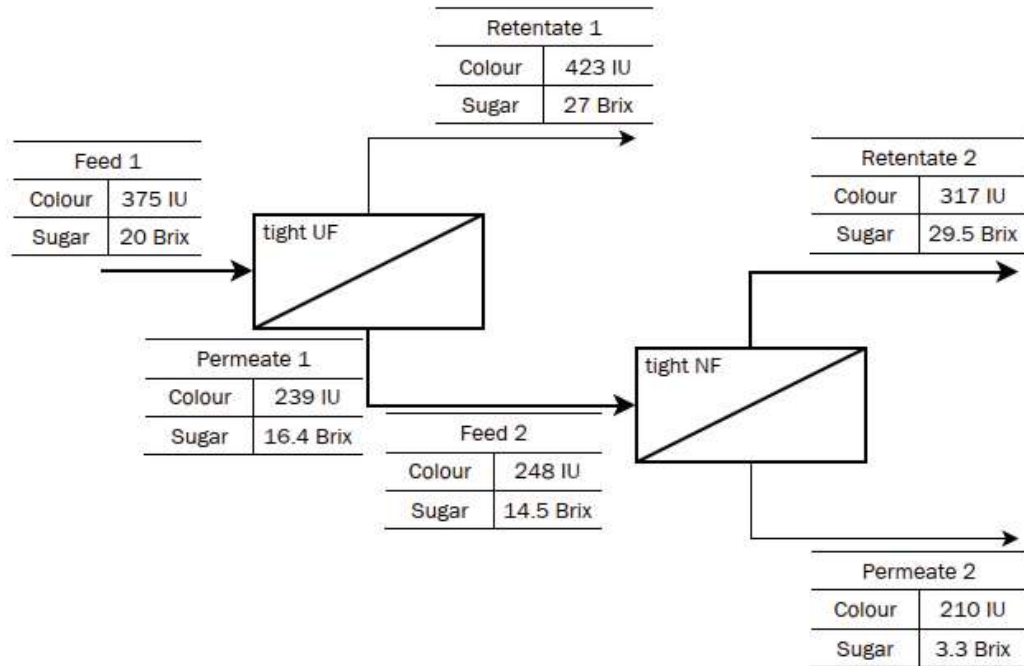 Retentate 1
Colour 423 IU
Sugar 27 Brix
Feed 1
Colour 375 IU
Sugar 20 Brix
tight UF
Retentate 2
Colour 317 IU
Sugar 29.5 Brix
Permeate 1
Colour 239 IU
Sugar 16.4 Brix
tight NF
Feed 2
Colour 248 IU
Sugar 14.5 Brix
Permeate 2
Colour 210 IU
Sugar 3.3 Brix